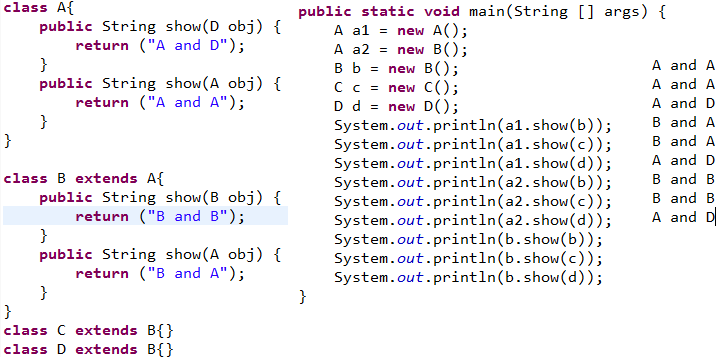 class A{
public String show(D obj) {
return ("A and D");
}
public String show(A obj) {
return ("A and A");
}
}
class B extends A{
public String show(B obj) {
return ("B and B");
}
public String show(A obj) {
return ("B and A");
}
}
class C extends B{}
class D extends B{}
public static void main(String [] args) {
A a1 = new A();
A a2 = new B();
B b = new B();
C c = new C();
D d = new D();
System.out.println(a1.show(b));
System.out.println(a1.show(c));
System.out.println(a1.show(d));
System.out.println(a2.show(b));
System.out.println(a2.show(c));
System.out.println(a2.show(d));
System.out.println(b.show(b));
System.out.println(b.show(c));
System.out.println(b.show(d));
}
A and A
A and A
A and D
B and A
B and A
A and D
B and B
B and B
A and D